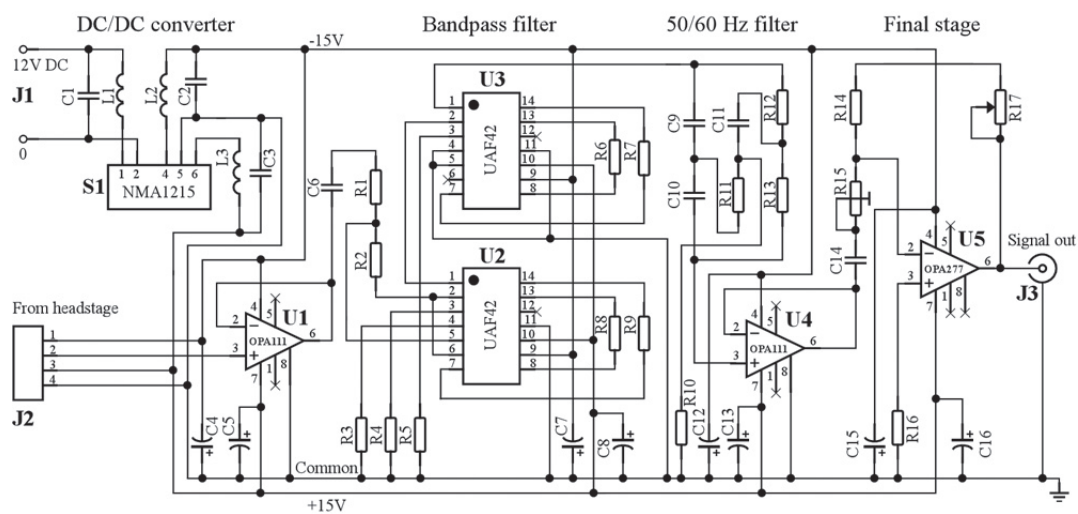 DC/DC converter
Bandpass filter
50/60 Hz filter
Final stage
-15V
12V DC
J1
0
C1
L1
L2
C2
L3
C3
S1
1 2 4 5 6
NMA1215
C6
R1
R2
U3
1
2
3
4
5
6
7
UAF42
14
13
12
11
10
9
8
R6
R7
C9
C11
R12
C10
R11
R13
R14
R17
R15
C14
U2
1
2
3
4
5
6
7
UAF42
14
13
12
11
10
9
8
R8
R9
From headstage
1
2
3
4
J2
U1
OPA111
2
3
4
5
6
7
1
8
U4
OPA111
2
3
4
5
6
7
1
8
U5
OPA277
2
3
4
5
6
7
1
8
Signal out
J3
C4
C5
R3
R4
R5
C7
C8
R10
C12
C13
C15
R16
C16
Common
+15V